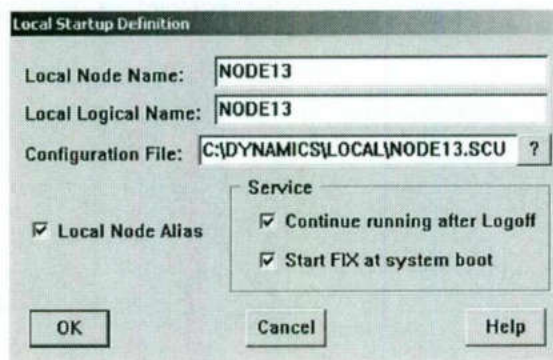 Local Startup Definition
Local Node Name: NODE13
Local Logical Name: NODE13
Configuration File: C:\DYNAMICS\LOCAL\NODE13.SCU ?
Service
Local Node Alias
Continue running after Logoff
Start FIX at system boot
OK Cancel Help